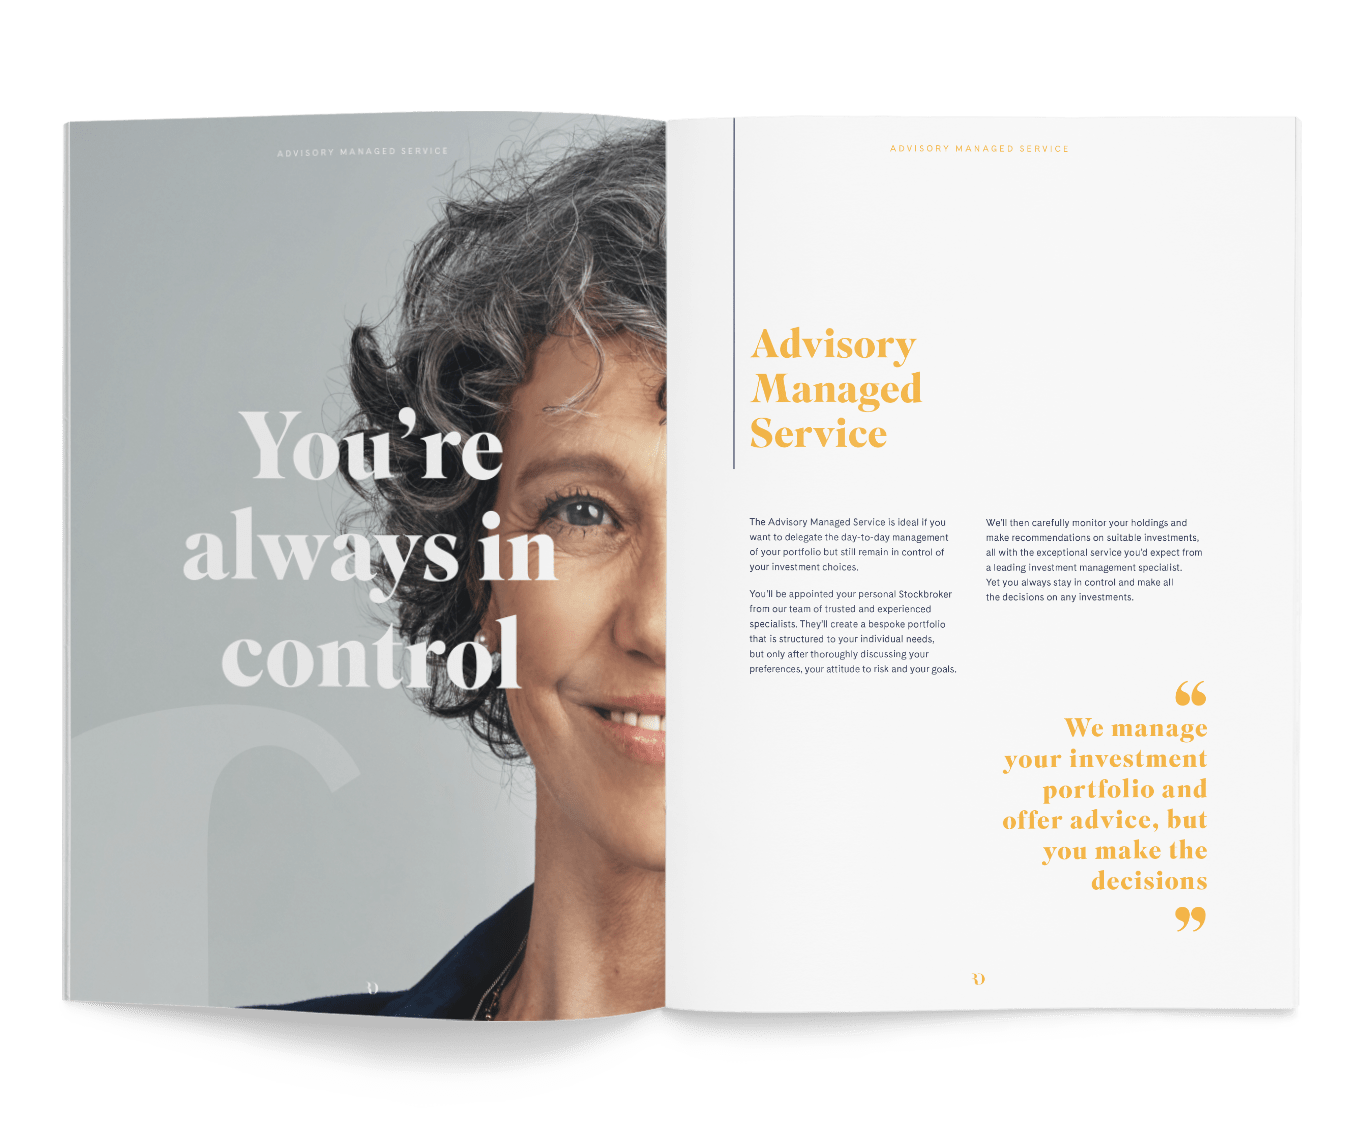 ADVISORY MANAGED SERVICE
You're
always in
control
ADVISORY MANAGED SERVICE
Advisory
Managed
Service
The Advisory Managed Service is ideal if you
want to delegate the day-to-day management
of your portfolio but still remain in control of
your investment choices.
You'll be appointed your personal Stockbroker
from our team of trusted and experienced
specialists. They'll create a bespoke portfolio
that is structured to your individual needs,
but only after thoroughly discussing your
preferences, your attitude to risk and your goals.
We'll then carefully monitor your holdings and
make recommendations on suitable investments,
all with the exceptional service you'd expect from
a leading investment management specialist.
Yet you always stay in control and make all
the decisions on any investments.
“
We manage
your investment
portfolio and
offer advice, but
you make the
decisions
”